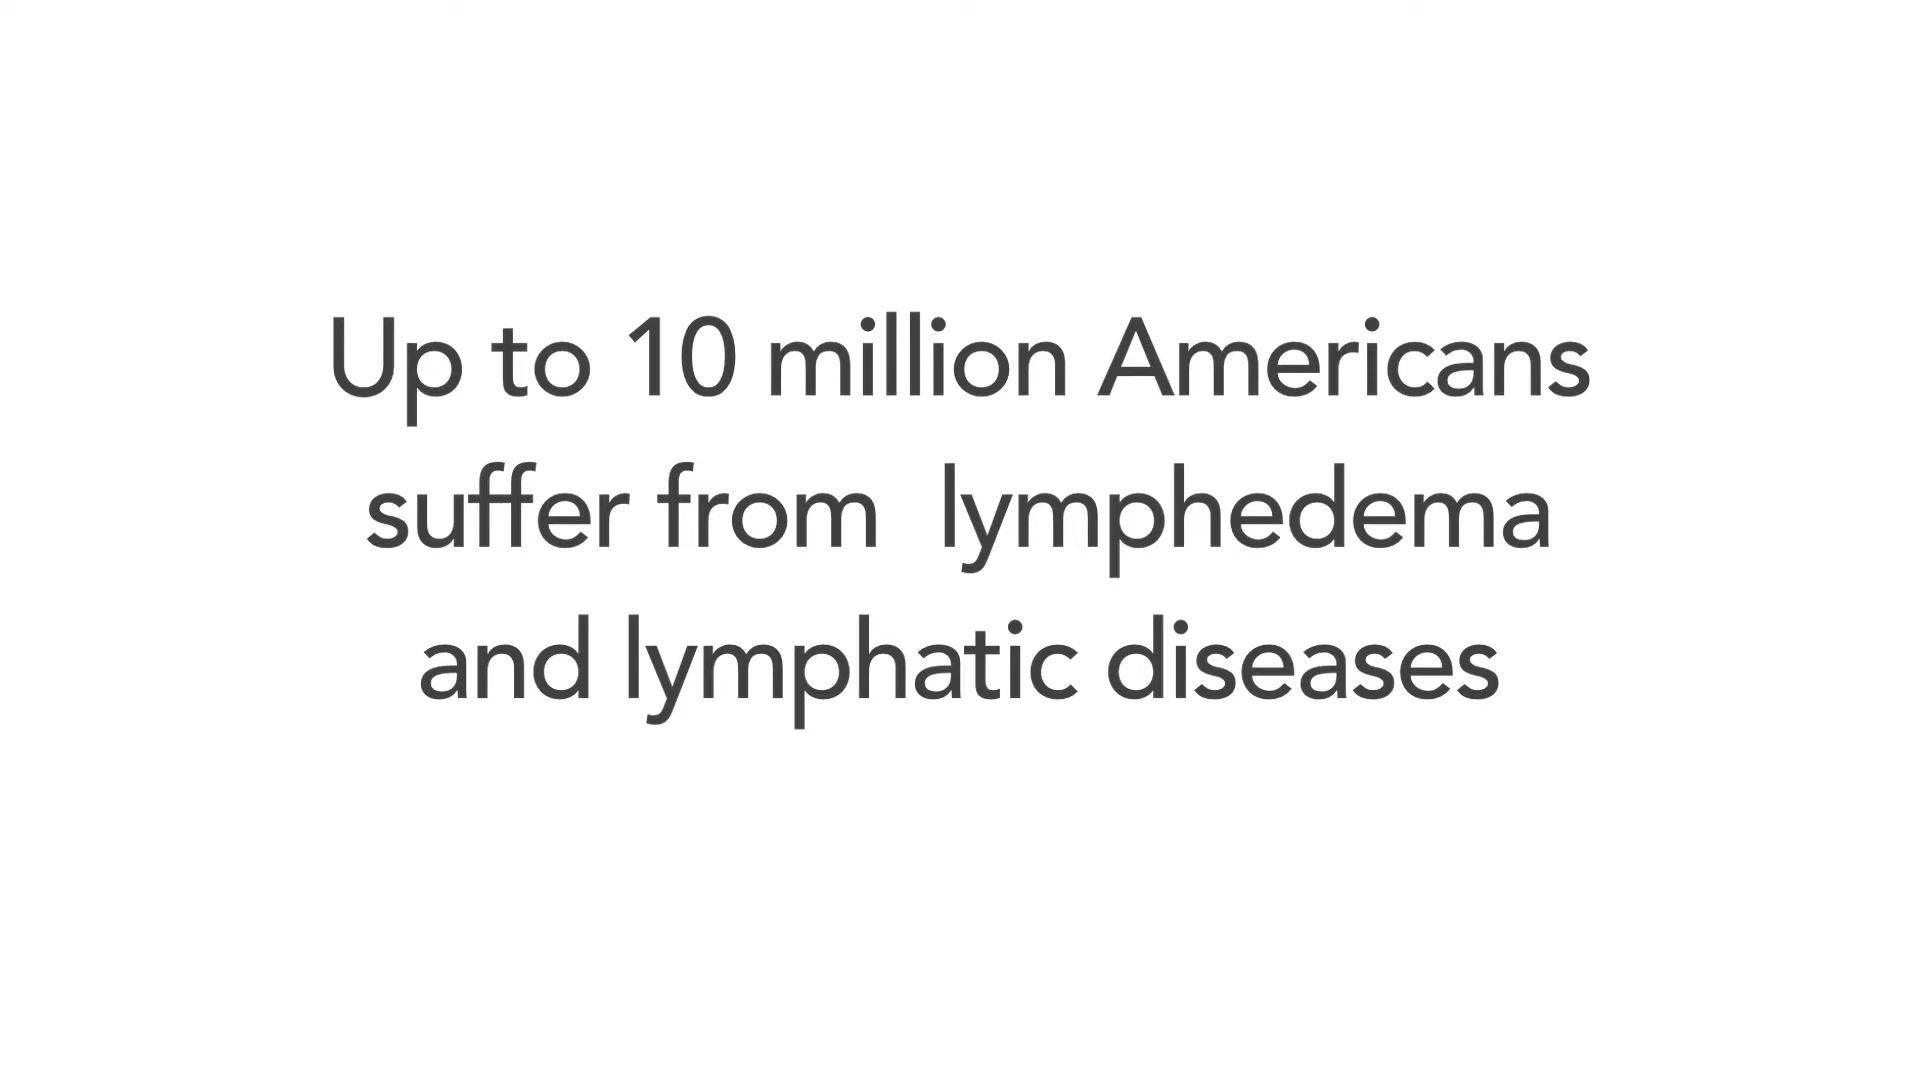 Up to 10 million Americans
suffer from  lymphedema
and lymphatic diseases